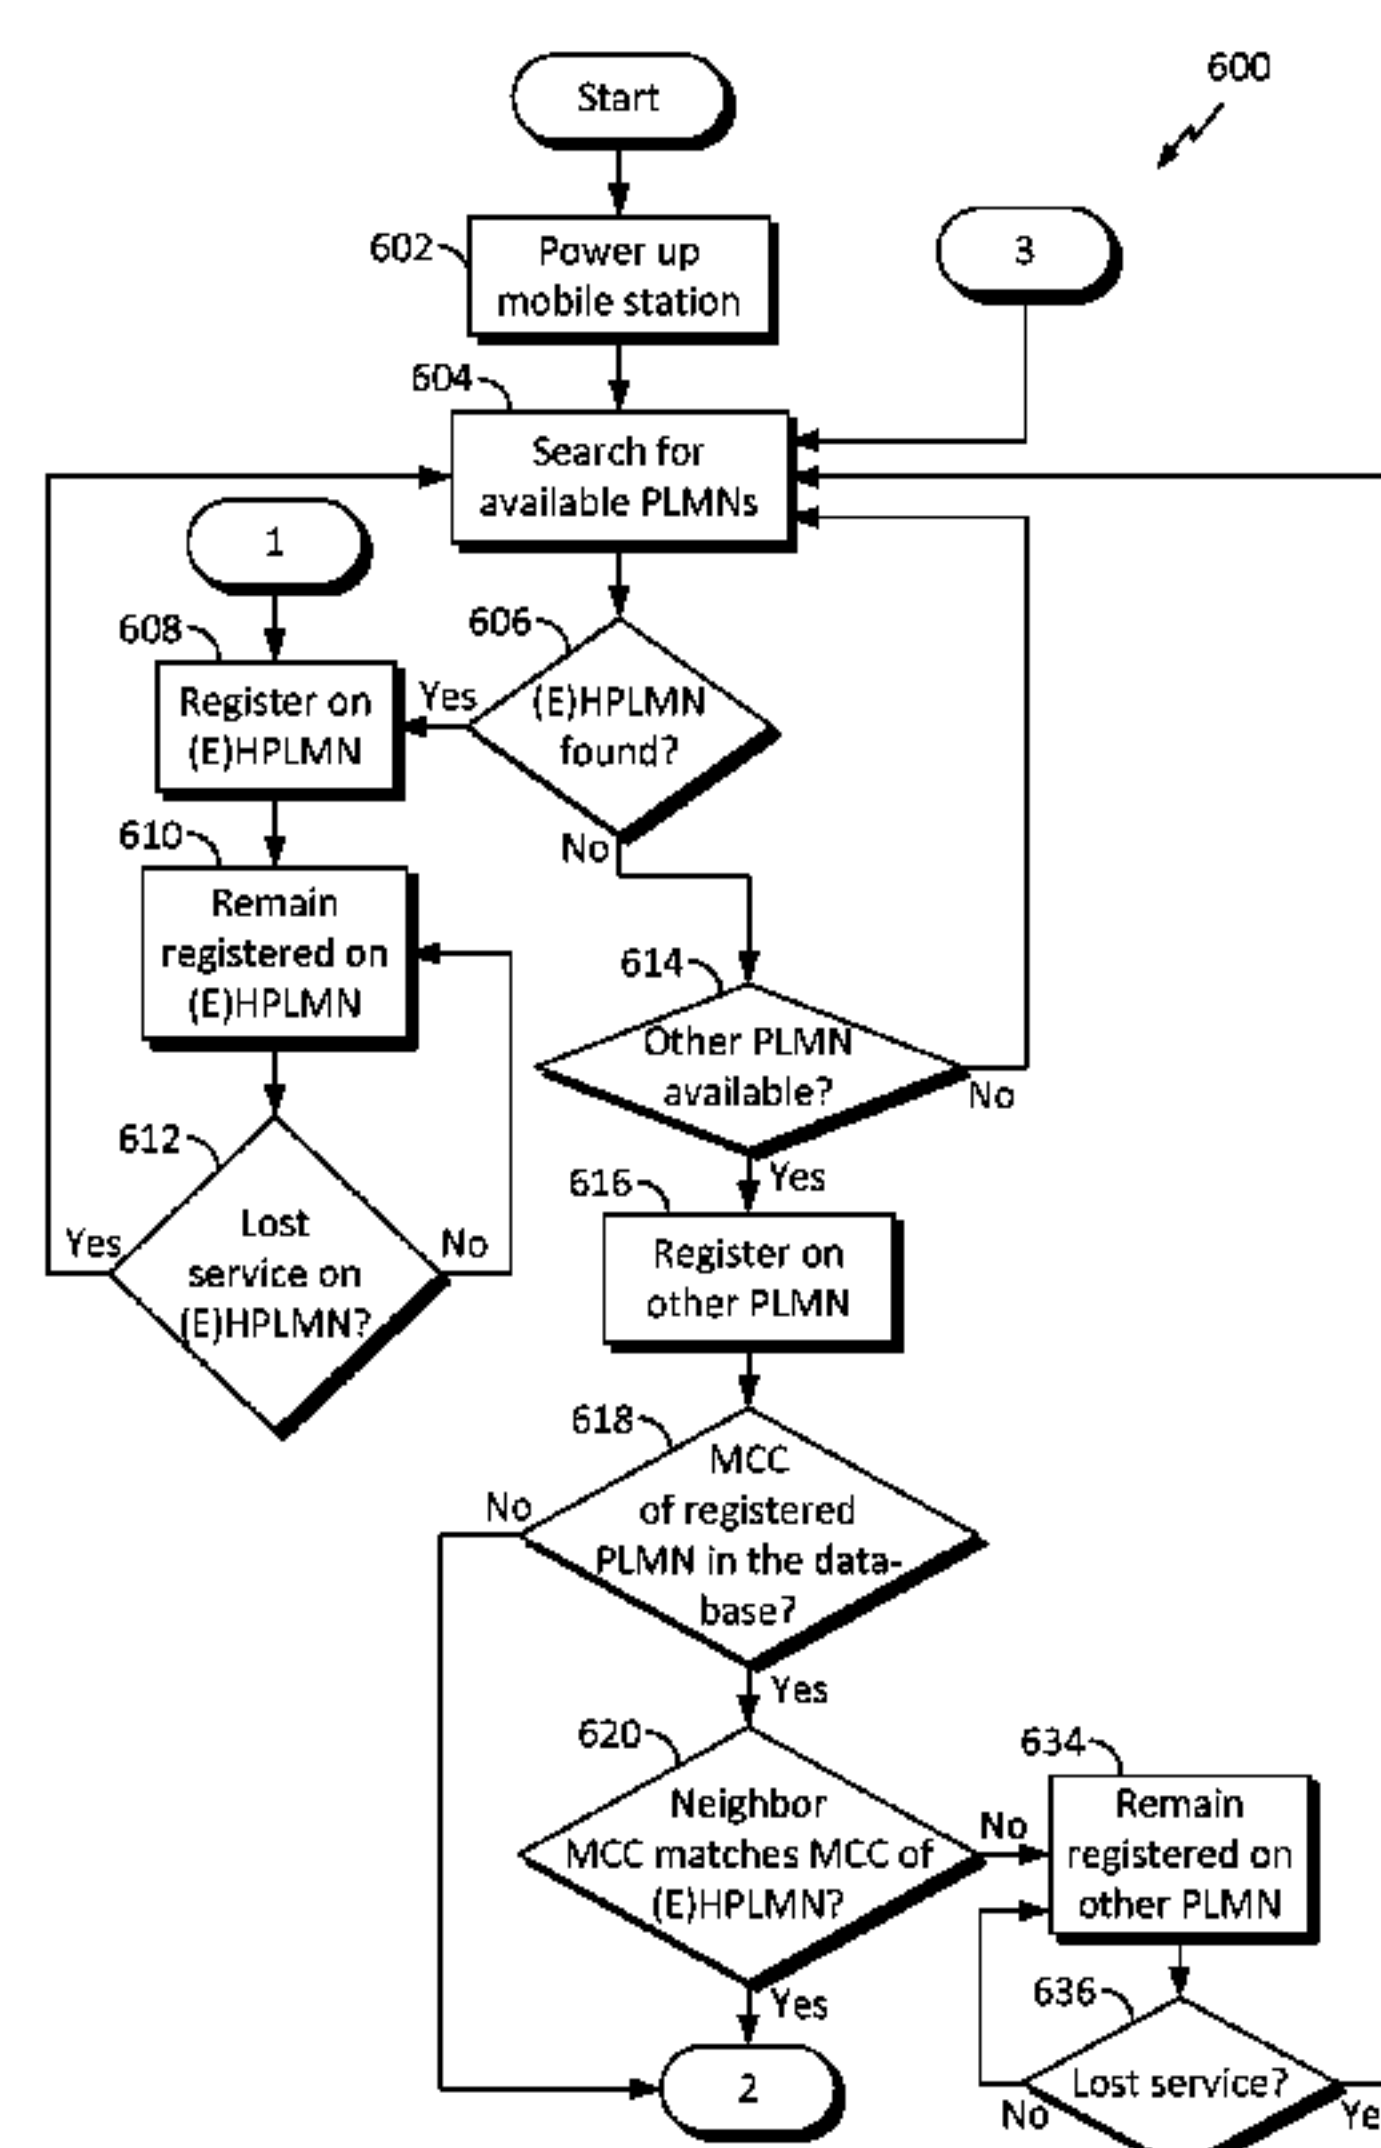 Start
600
602
Power up
mobile station
3
604
Search for
available PLMNs
1
608
606
Register on
(E)HPLMN
Yes
(E)HPLMN
found?
No
610
Remain
registered on
(E)HPLMN
614
Other PLMN
available?
No
612
Yes
Lost
service on
(E)HPLMN?
No
Yes
616
Register on
other PLMN
618
No
MCC
of registered
PLMN in the data-
base?
Yes
620
Neighbor
MCC matches MCC of
(E)HPLMN?
No
634
Remain
registered on
other PLMN
Yes
636
Lost service?
No
Ye
2